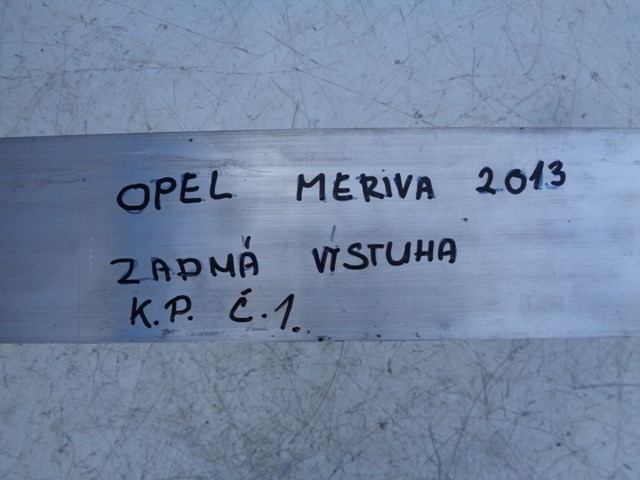 OPEL MERIVA 2013
ZADNÁ VÝSTUHA
K.P. Č.1.